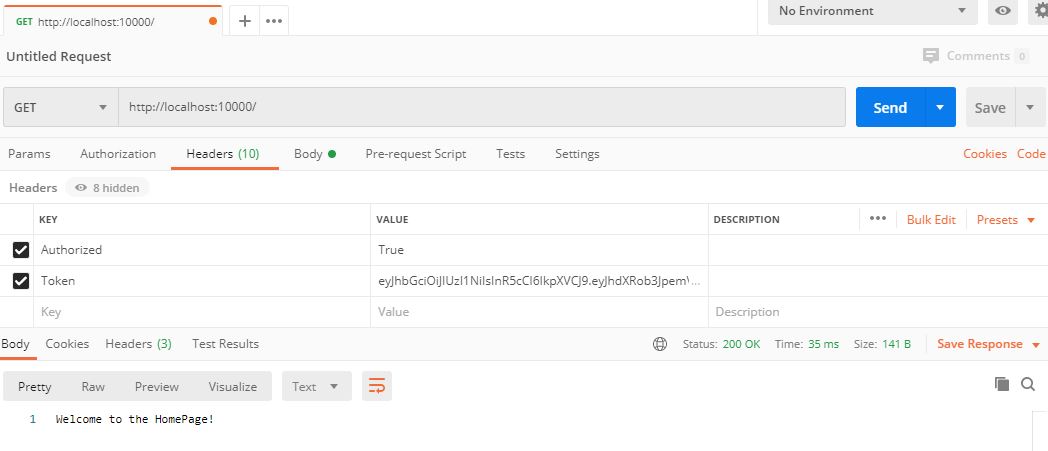 GET http://localhost:10000/ No Environment
Untitled Request Comments 0
GET http://localhost:10000/ Send Save
Params Authorization Headers (10) Body Pre-request Script Tests Settings Cookies Code
Headers 8 hidden
KEY VALUE DESCRIPTION ••• Bulk Edit Presets
Authorized True
Token eyJhbGciOiJIUzI1NiIsInR5cCI6IkpXVCJ9.eyJhdXRob3JpemV...
Key Value Description
Body Cookies Headers (3) Test Results Status: 200 OK Time: 35 ms Size: 141 B Save Response
Pretty Raw Preview Visualize Text
1 Welcome to the HomePage!